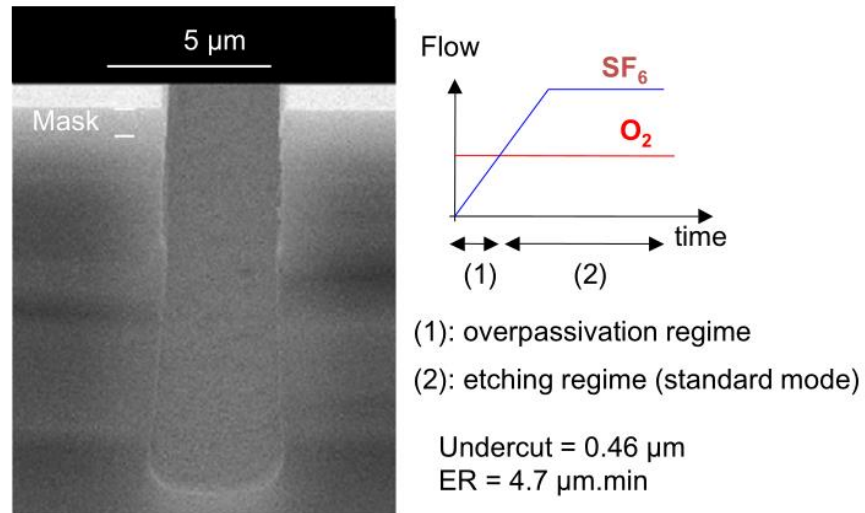 5 µm
Mask
Flow
SF₆
O₂
time
(1)
(2)
(1): overpassivation regime
(2): etching regime (standard mode)
Undercut = 0.46 µm
ER = 4.7 µm.min